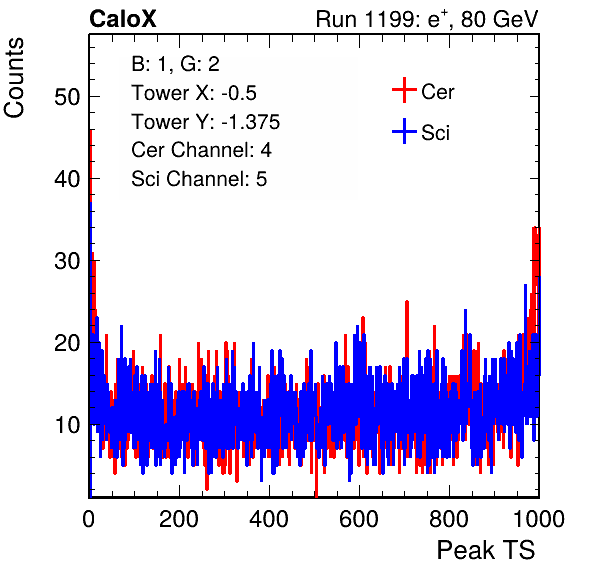 CaloX Run 1199: e⁺, 80 GeV
Counts
B: 1, G: 2
Tower X: -0.5
Tower Y: -1.375
Cer Channel: 4
Sci Channel: 5
Cer
Sci
50
40
30
20
10
0 200 400 600 800 1000
Peak TS